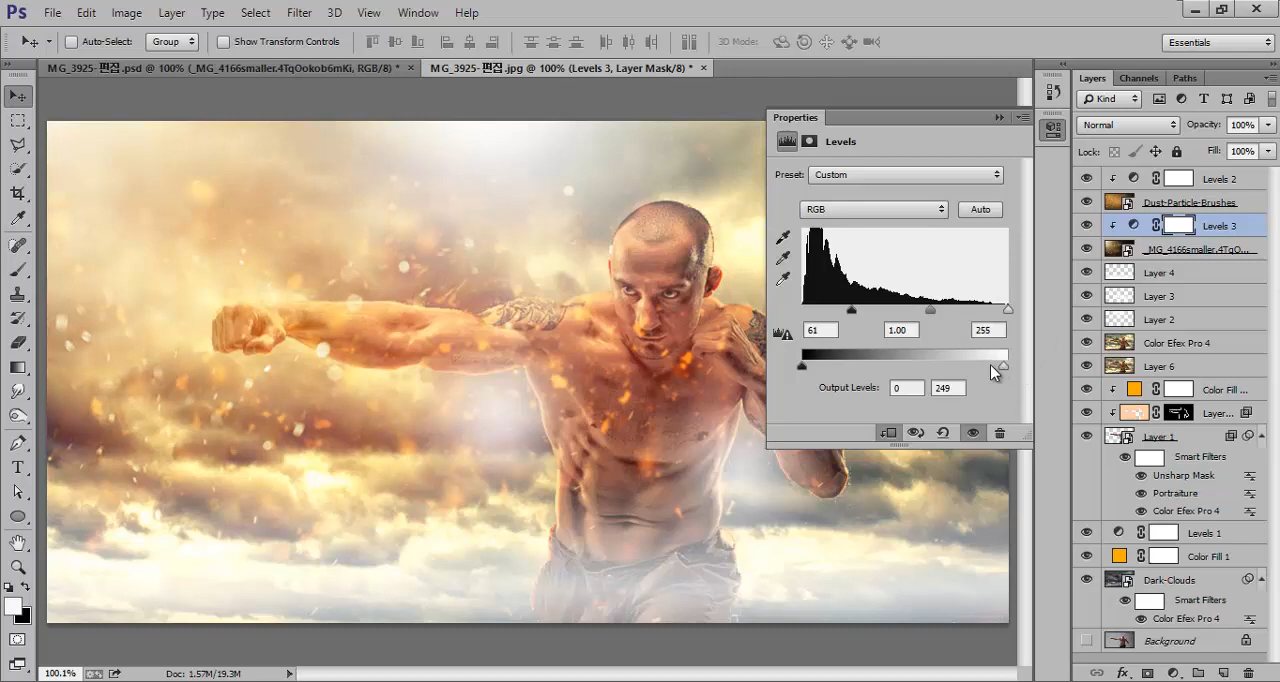 Ps File Edit Image Layer Type Select Filter 3D View Window Help
Auto-Select: Group Show Transform Controls 3D Mode: Essentials
MG_3925-편집.psd @ 100% (_MG_4166smaller.4TqOokob6mKi, RGB/8) * × MG_3925-편집.jpg @ 100% (Levels 3, Layer Mask/8) * ×
Properties
Levels
Preset: Custom
RGB Auto
61 1.00 255
Output Levels: 0 249
Layers Channels Paths
Kind
Normal Opacity: 100%
Lock: Fill: 100%
Levels 2
Dust-Particle-Brushes
Levels 3
_MG_4166smaller.4TqO...
Layer 4
Layer 3
Layer 2
Color Efex Pro 4
Layer 6
Color Fill ...
Layer...
Layer 1
Smart Filters
Unsharp Mask
Portraiture
Color Efex Pro 4
Levels 1
Color Fill 1
Dark-Clouds
Smart Filters
Color Efex Pro 4
Background
100.1% Doc: 1.57M/19.3M